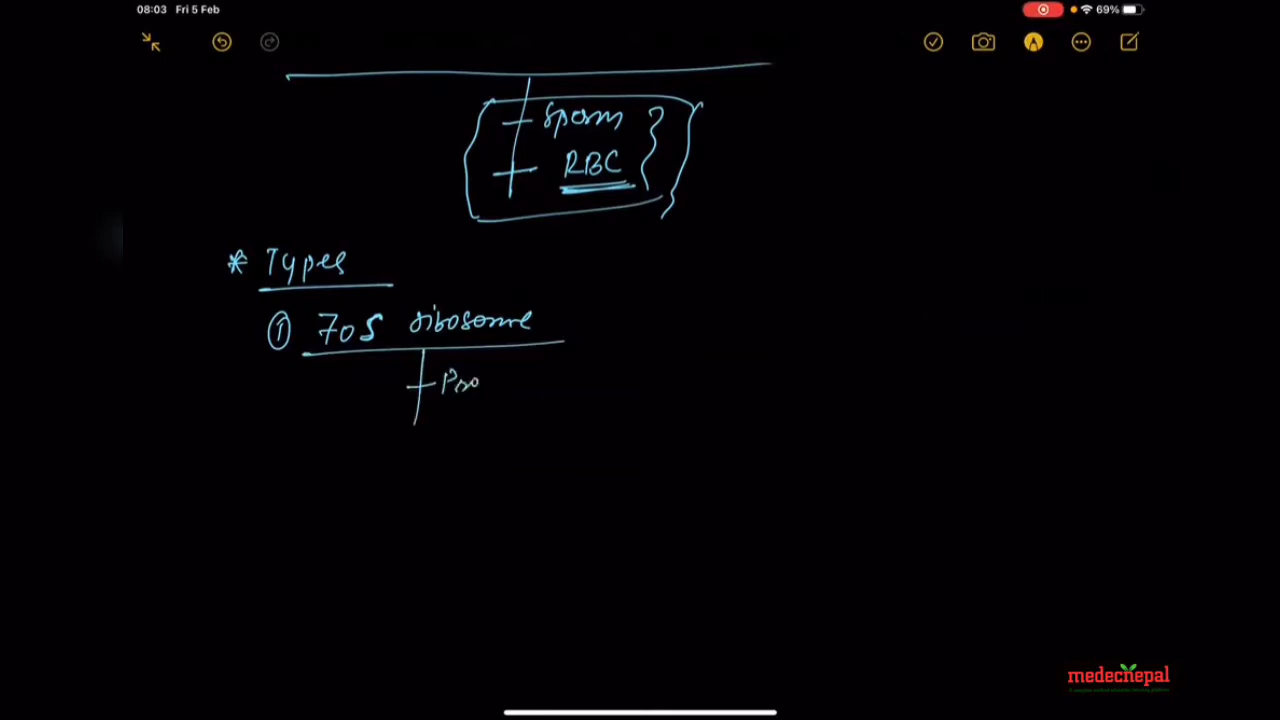 08:03 Fri 5 Feb
69%
sperm
RBC
* Types
① 70S ribosome
Pro
medecnepal